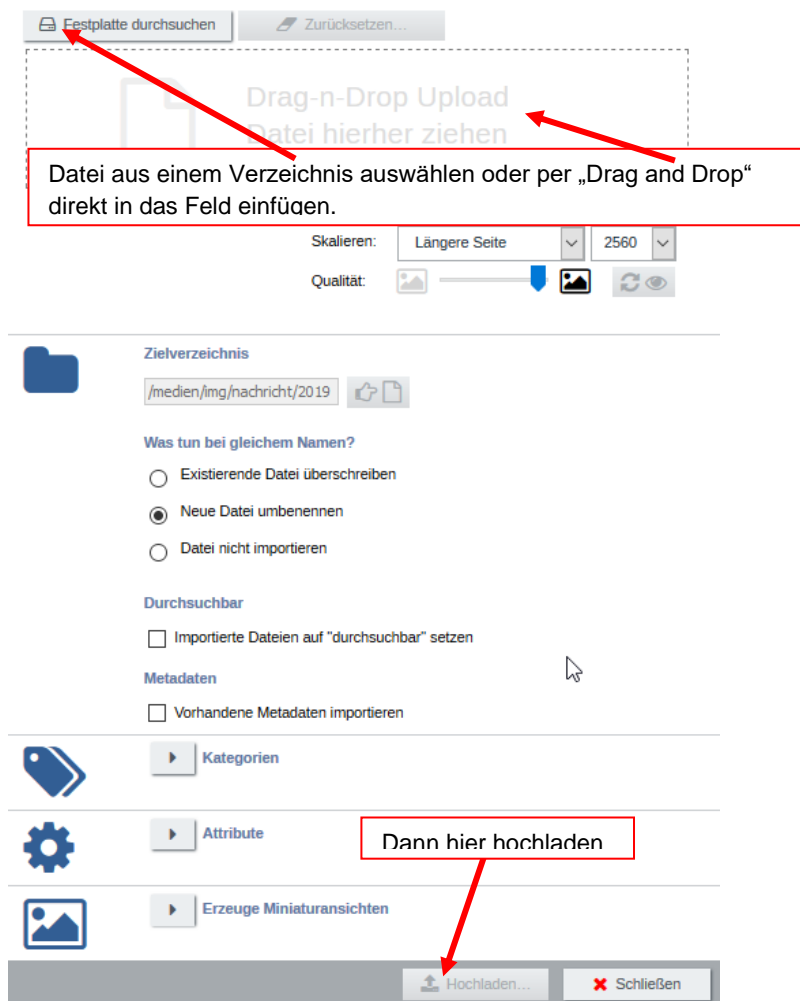 Festplatte durchsuchen
Zurücksetzen...
Drag-n-Drop Upload
Datei hierher ziehen
Datei aus einem Verzeichnis auswählen oder per „Drag and Drop“
direkt in das Feld einfügen.
Skalieren: Längere Seite 2560
Qualität:
Zielverzeichnis
/medien/img/nachricht/2019
Was tun bei gleichem Namen?
Existierende Datei überschreiben
Neue Datei umbenennen
Datei nicht importieren
Durchsuchbar
Importierte Dateien auf "durchsuchbar" setzen
Metadaten
Vorhandene Metadaten importieren
Kategorien
Attribute
Dann hier hochladen
Erzeuge Miniaturansichten
Hochladen...
Schließen